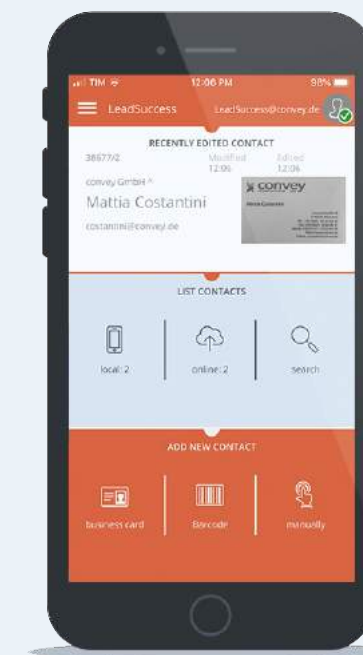 TIM 12:06 PM 98%
LeadSuccess LeadSuccess@convey.de
RECENTLY EDITED CONTACT
38677/2 Modified Edited
12:06 12:06
convey GmbH
Mattia Costantini
costantini@convey.de
convey
Mattia Costantini
LIST CONTACTS
local: 2 online: 2 search
ADD NEW CONTACT
business card Barcode manually